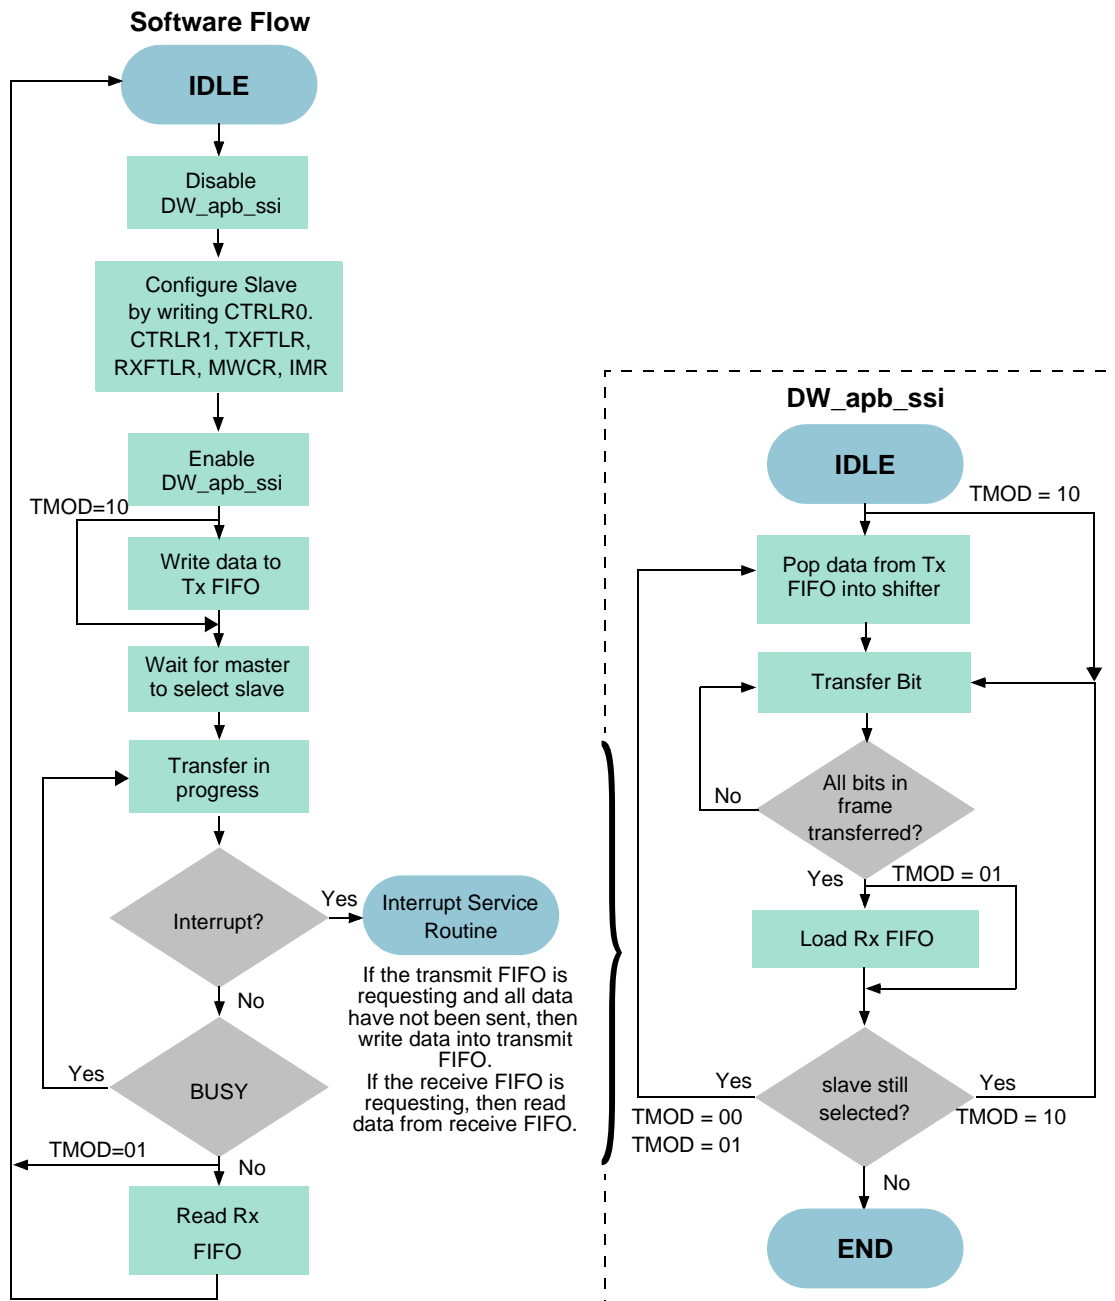 Software Flow
IDLE
Disable
DW_apb_ssi
Configure Slave
by writing CTRLR0.
CTRLR1, TXFTLR,
RXFTLR, MWCR, IMR
Enable
DW_apb_ssi
TMOD=10
Write data to
Tx FIFO
Wait for master
to select slave
Transfer in
progress
Interrupt?
Yes
Interrupt Service
Routine
If the transmit FIFO is
requesting and all data
have not been sent, then
write data into transmit
FIFO.
If the receive FIFO is
requesting, then read
data from receive FIFO.
No
Yes
BUSY
TMOD=01
No
Read Rx
FIFO
DW_apb_ssi
IDLE
TMOD = 10
Pop data from Tx
FIFO into shifter
Transfer Bit
No
All bits in
frame
transferred?
Yes
TMOD = 01
Load Rx FIFO
Yes
TMOD = 00
TMOD = 01
slave still
selected?
Yes
TMOD = 10
No
END